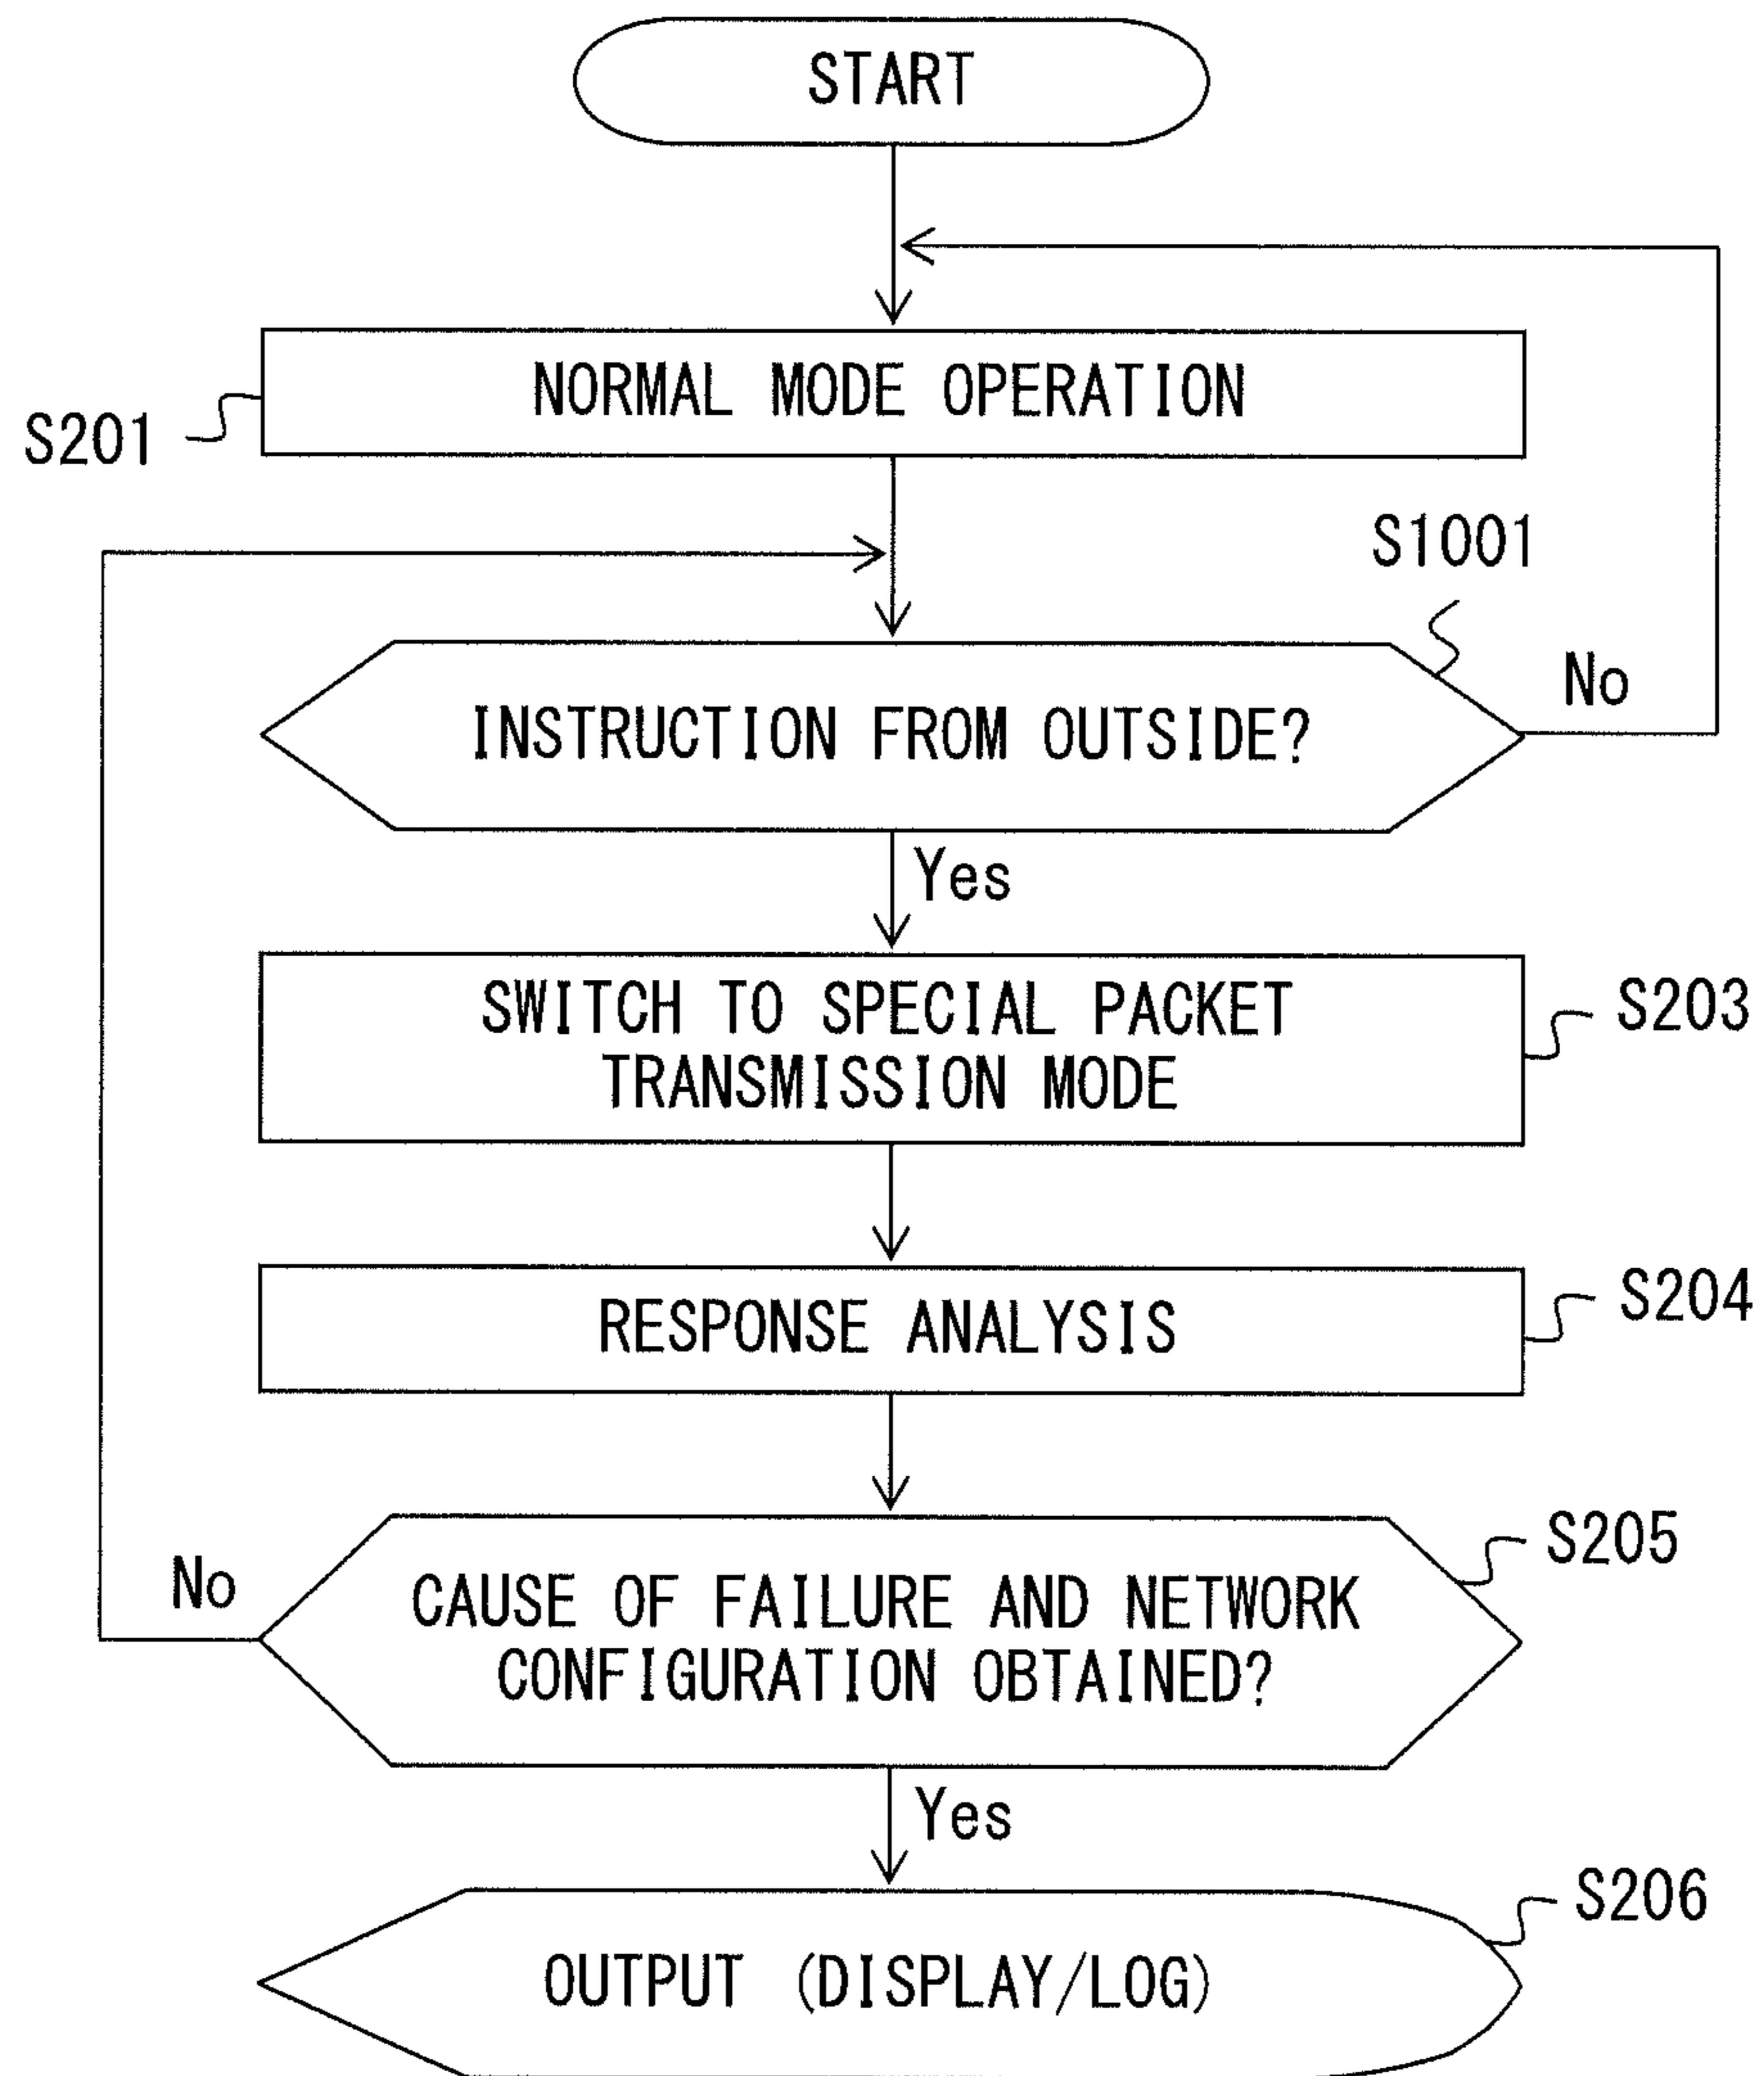 START
NORMAL MODE OPERATION
S201
S1001
INSTRUCTION FROM OUTSIDE?
No
Yes
SWITCH TO SPECIAL PACKET
TRANSMISSION MODE
S203
RESPONSE ANALYSIS
S204
CAUSE OF FAILURE AND NETWORK
CONFIGURATION OBTAINED?
S205
No
Yes
OUTPUT (DISPLAY/LOG)
S206